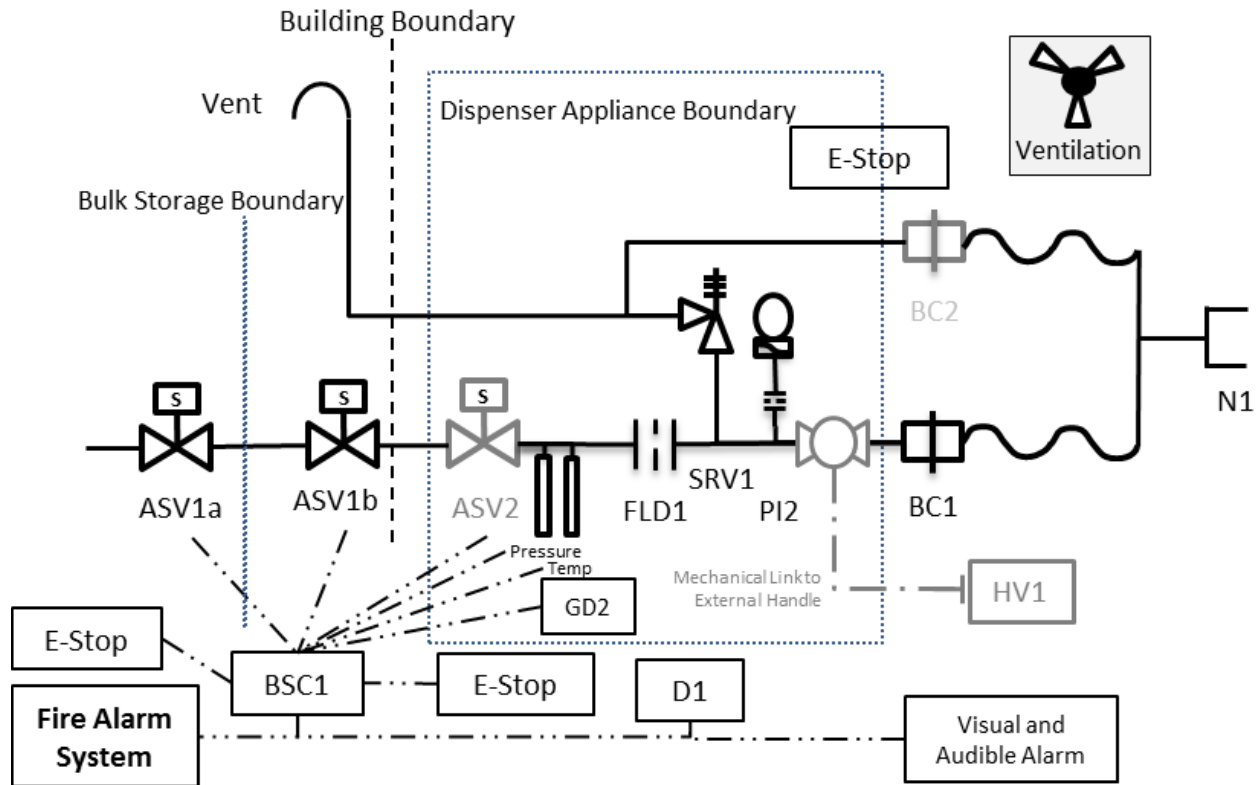 Building Boundary
Vent
Dispenser Appliance Boundary
E-Stop
Ventilation
Bulk Storage Boundary
BC2
N1
S
S
S
ASV1a
ASV1b
ASV2
FLD1
SRV1
PI2
BC1
Pressure
Temp
GD2
Mechanical Link to
External Handle
HV1
E-Stop
BSC1
E-Stop
D1
Fire Alarm
System
Visual and
Audible Alarm